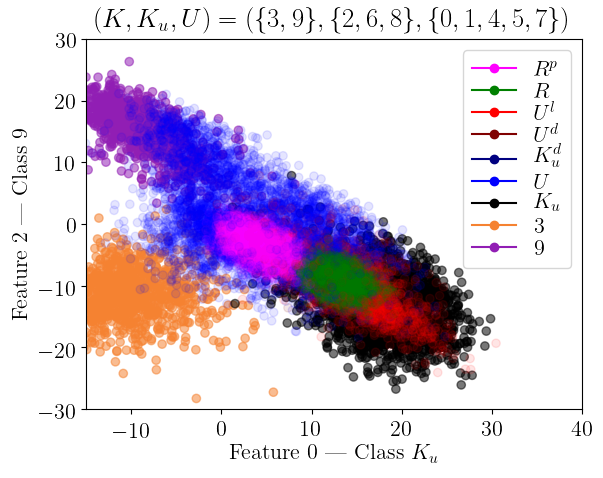 (K, K_u, U) = ({3, 9}, {2, 6, 8}, {0, 1, 4, 5, 7})
30
20
10
0
−10
−20
−30
Feature 2 — Class 9
R^p
R
U^l
U^d
K_u^d
U
K_u
3
9
−10
0
10
20
30
40
Feature 0 — Class K_u